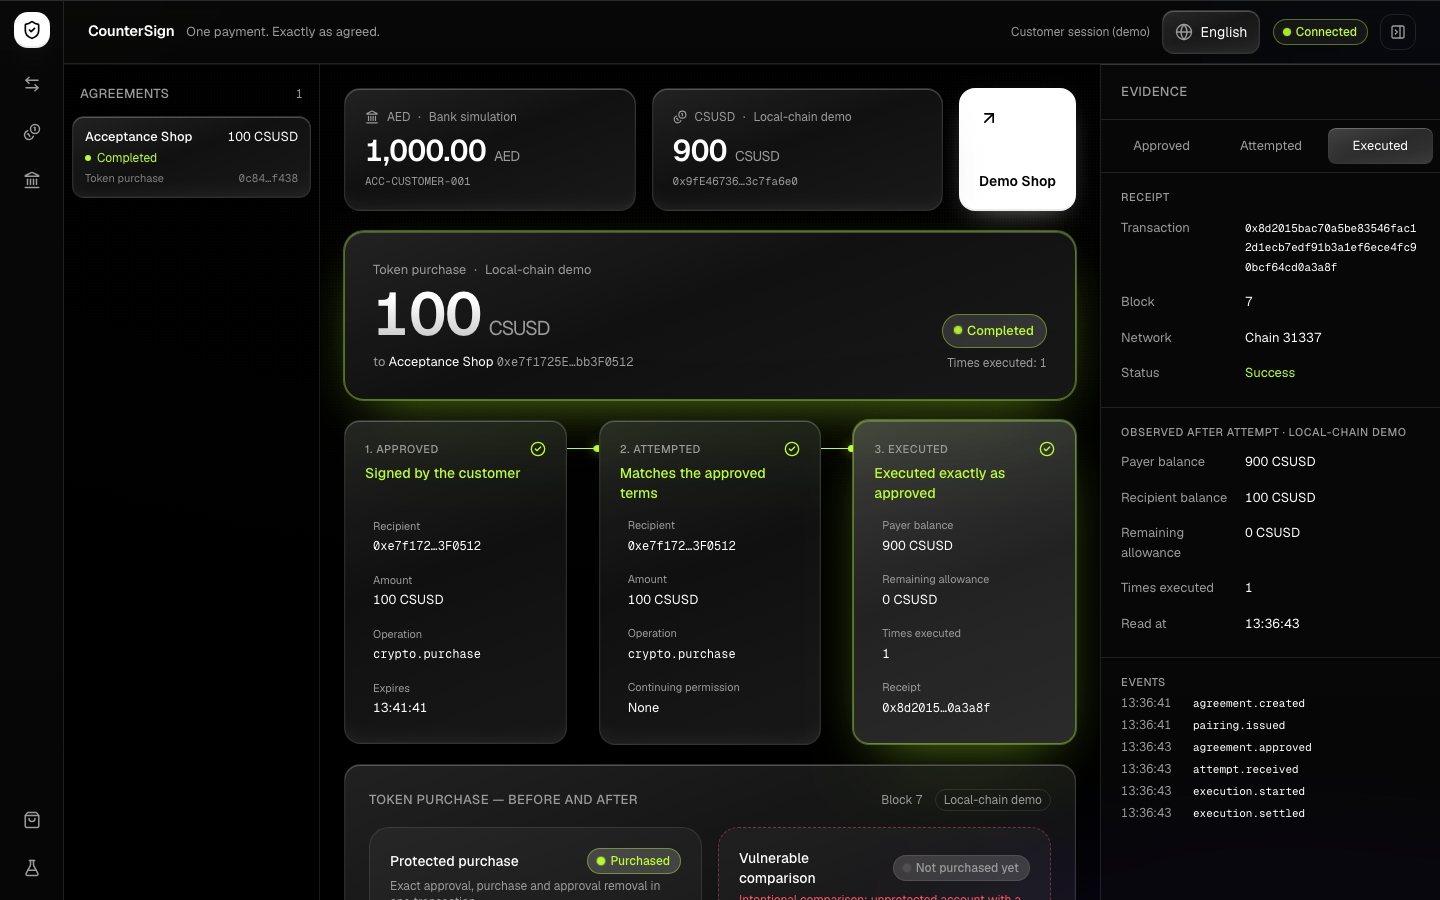 CounterSign One payment. Exactly as agreed.
Customer session (demo) English Connected
AGREEMENTS 1
Acceptance Shop 100 CSUSD
Completed
Token purchase 0c84…f438
AED · Bank simulation
1,000.00 AED
ACC-CUSTOMER-001
CSUSD · Local-chain demo
900 CSUSD
0x9fE46736…3c7fa6e0
Demo Shop
Token purchase · Local-chain demo
100 CSUSD
to Acceptance Shop 0xe7f1725E…bb3F0512
Completed
Times executed: 1
1. APPROVED
Signed by the customer
Recipient
0xe7f172…3F0512
Amount
100 CSUSD
Operation
crypto.purchase
Expires
13:41:41
2. ATTEMPTED
Matches the approved
terms
Recipient
0xe7f172…3F0512
Amount
100 CSUSD
Operation
crypto.purchase
Continuing permission
None
3. EXECUTED
Executed exactly as
approved
Payer balance
900 CSUSD
Remaining allowance
0 CSUSD
Times executed
1
Receipt
0x8d2015…0a3a8f
TOKEN PURCHASE — BEFORE AND AFTER
Block 7 Local-chain demo
Protected purchase Purchased
Exact approval, purchase and approval removal in
one transaction
Vulnerable
comparison
Not purchased yet
Intentional comparison: unprotected account with a
EVIDENCE
Approved Attempted Executed
RECEIPT
Transaction 0x8d2015bac70a5be83546fac1
2d1ecb7edf91b3a1ef6ece4fc9
0bcf64cd0a3a8f
Block 7
Network Chain 31337
Status Success
OBSERVED AFTER ATTEMPT · LOCAL-CHAIN DEMO
Payer balance 900 CSUSD
Recipient balance 100 CSUSD
Remaining 0 CSUSD
allowance
Times executed 1
Read at 13:36:43
EVENTS
13:36:41 agreement.created
13:36:41 pairing.issued
13:36:43 agreement.approved
13:36:43 attempt.received
13:36:43 execution.started
13:36:43 execution.settled